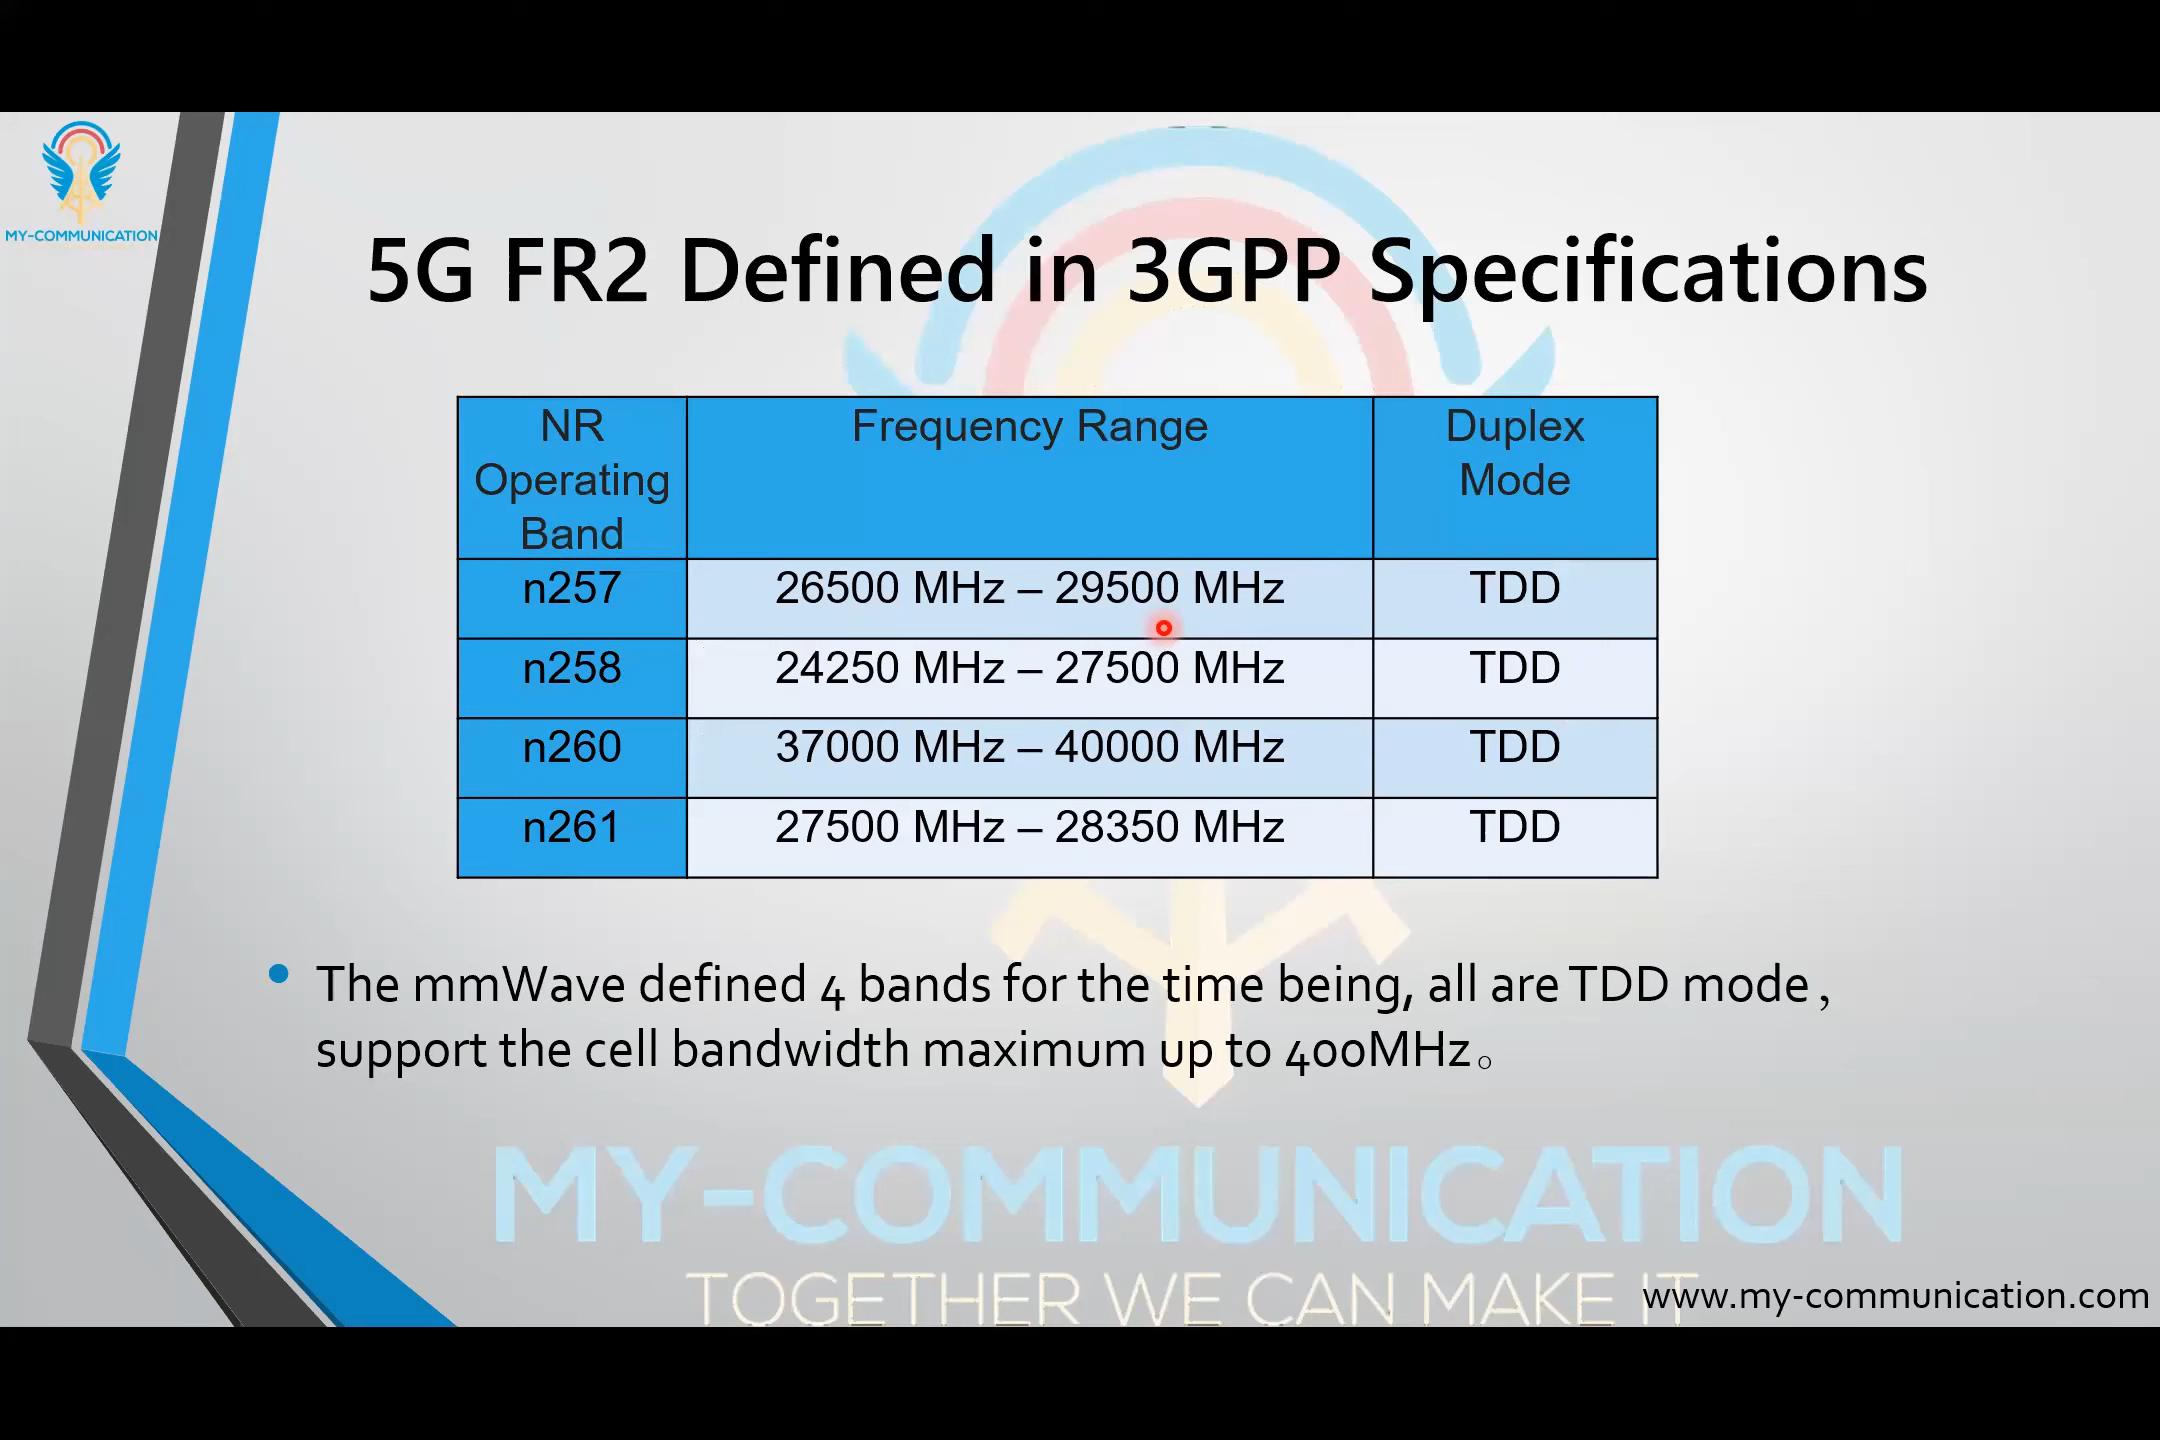 MY-COMMUNICATION
5G FR2 Defined in 3GPP Specifications
NR Operating Band Frequency Range Duplex Mode
n257 26500 MHz – 29500 MHz TDD
n258 24250 MHz – 27500 MHz TDD
n260 37000 MHz – 40000 MHz TDD
n261 27500 MHz – 28350 MHz TDD
• The mmWave defined 4 bands for the time being, all are TDD mode,
support the cell bandwidth maximum up to 400MHz。
MY-COMMUNICATION
TOGETHER WE CAN MAKE IT
www.my-communication.com